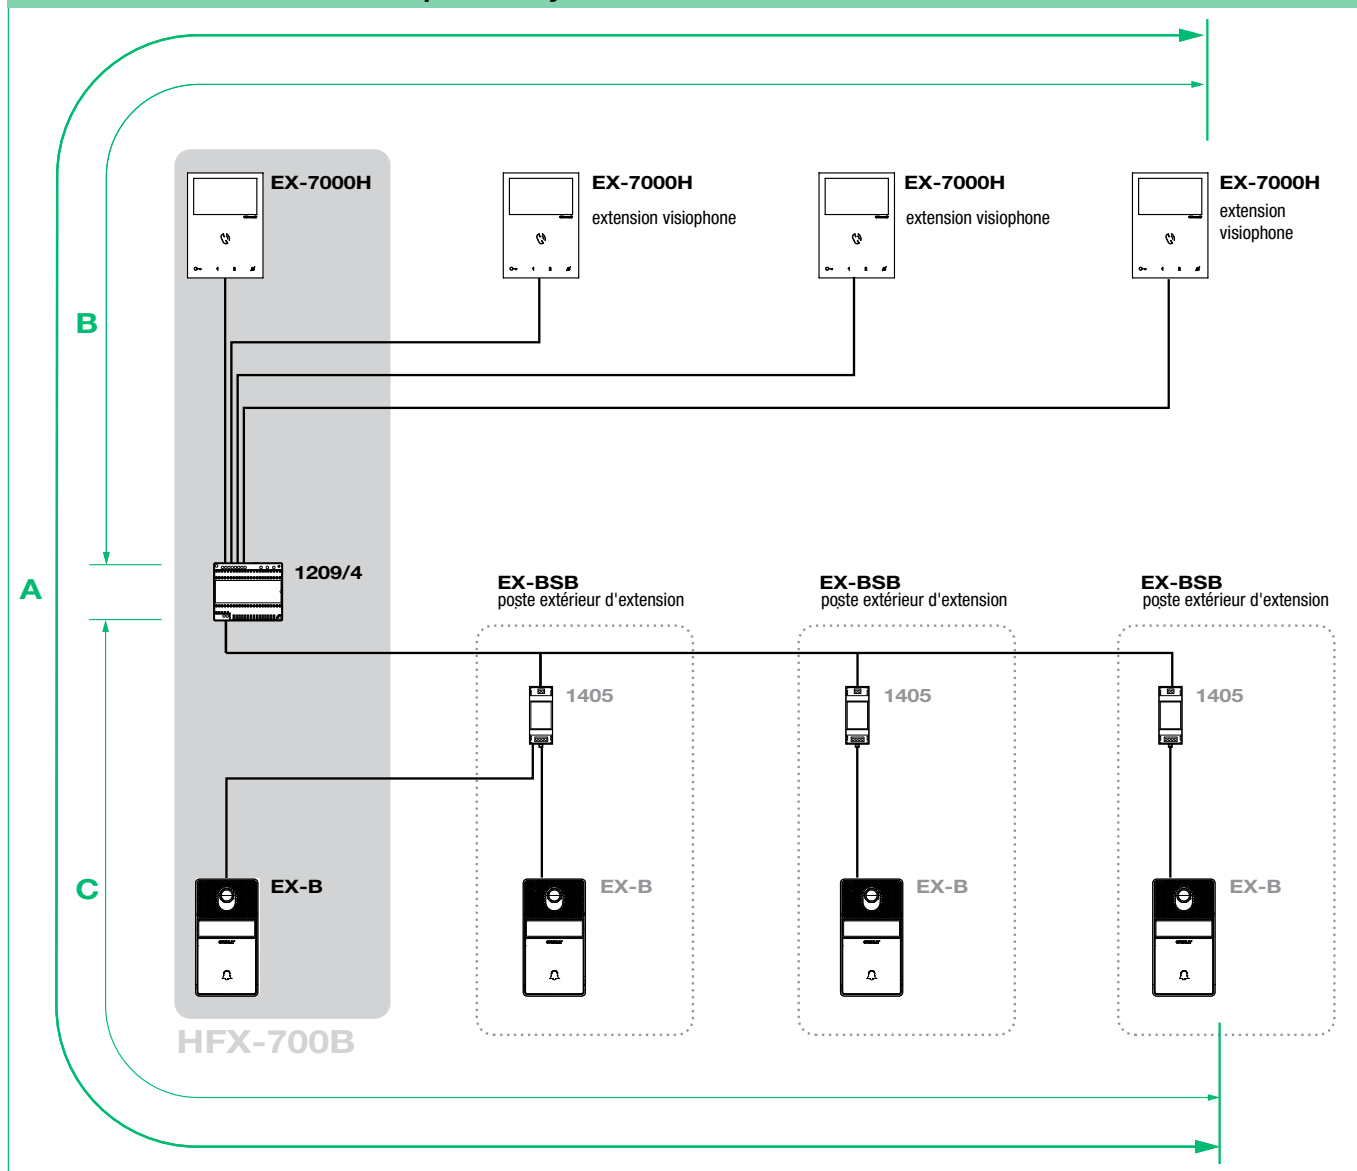 EX-7000H
EX-7000H
extension visiophone
EX-7000H
extension visiophone
EX-7000H
extension
visiophone
B
A
1209/4
EX-BSB
poste extérieur d'extension
EX-BSB
poste extérieur d'extension
EX-BSB
poste extérieur d'extension
1405
1405
1405
C
EX-B
EX-B
EX-B
EX-B
HFX-700B